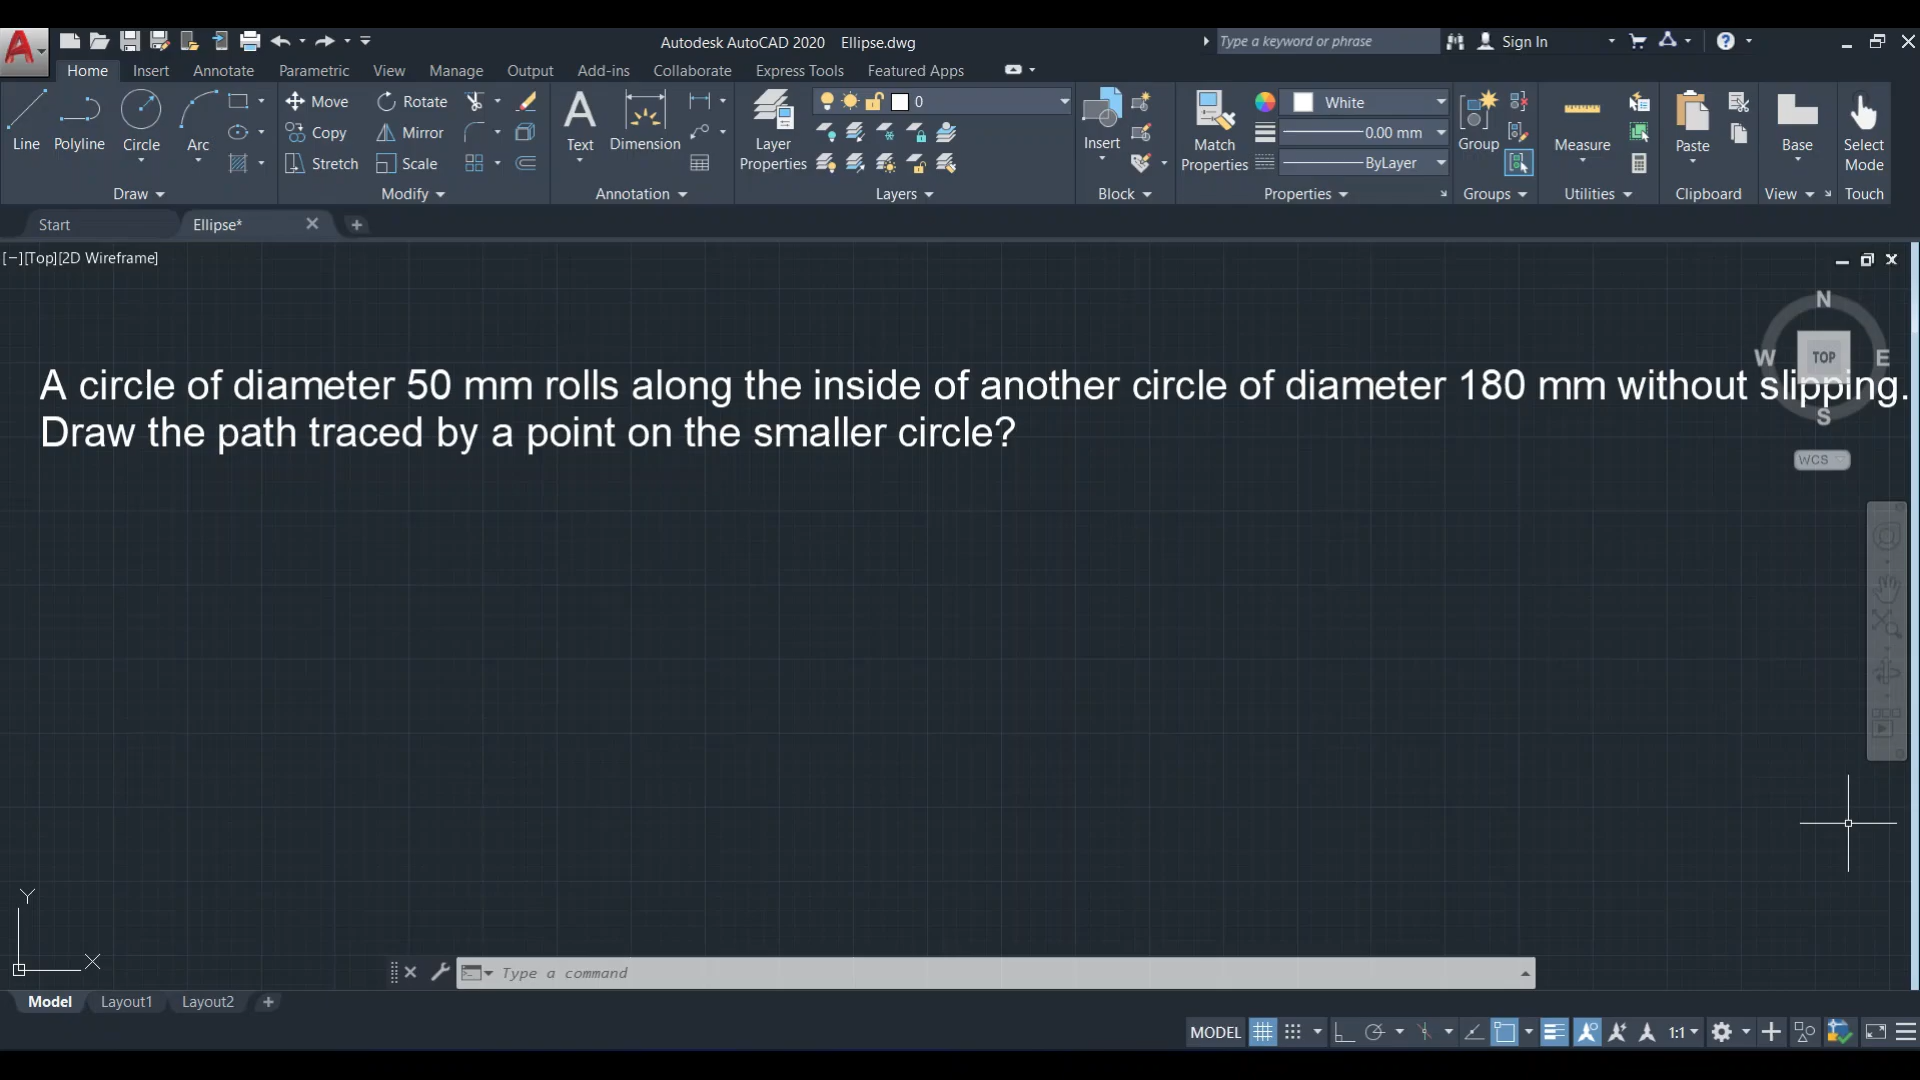 Autodesk AutoCAD 2020 Ellipse.dwg Type a keyword or phrase Sign In
Home Insert Annotate Parametric View Manage Output Add-ins Collaborate Express Tools Featured Apps
Line Polyline Circle Arc
Move Rotate
Copy Mirror
Stretch Scale
Text Dimension
Layer Properties
0
Insert
Match Properties
White
0.00 mm
ByLayer
Group
Measure
Paste
Base
Select Mode
Draw Modify Annotation Layers Block Properties Groups Utilities Clipboard View Touch
Start Ellipse*
[−][Top][2D Wireframe]
N
W TOP E
S
WCS
A circle of diameter 50 mm rolls along the inside of another circle of diameter 180 mm without slipping.
Draw the path traced by a point on the smaller circle?
Y
X
Type a command
Model Layout1 Layout2
MODEL 1:1